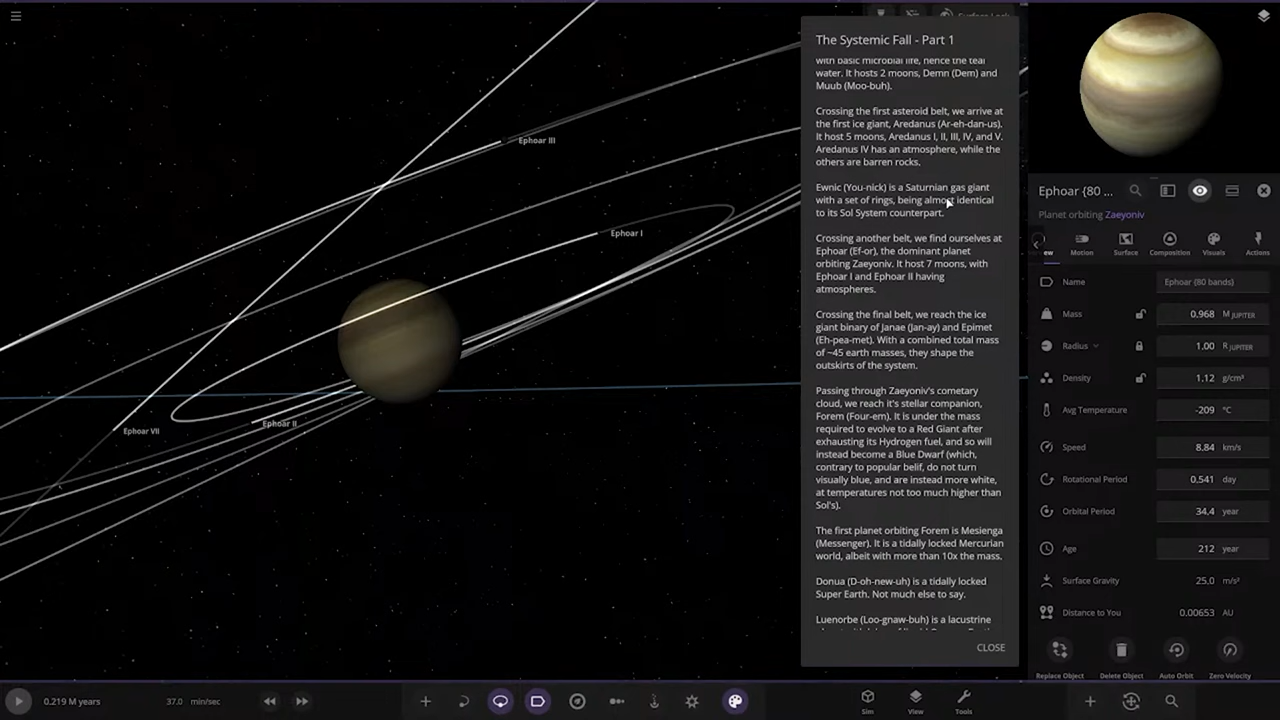 Surface Lock
Ephoar III
Ephoar I
Ephoar VII
Ephoar II
The Systemic Fall - Part 1
with basic microbial life, hence the teal
water. It hosts 2 moons, Demn (Dem) and
Muub (Moo-buh).
Crossing the first asteroid belt, we arrive at
the first ice giant, Aredanus (Ar-eh-dan-us).
It host 5 moons, Aredanus I, II, III, IV, and V.
Aredanus IV has an atmosphere, while the
others are barren rocks.
Ewnic (You-nick) is a Saturnian gas giant
with a set of rings, being almost identical
to its Sol System counterpart.
Crossing another belt, we find ourselves at
Ephoar (Ef-or), the dominant planet
orbiting Zaeyoniv. It host 7 moons, with
Ephoar I and Ephoar II having
atmospheres.
Crossing the final belt, we reach the ice
giant binary of Janae (Jan-ay) and Epimet
(Eh-pea-met). With a combined total mass
of ~45 earth masses, they shape the
outskirts of the system.
Passing through Zaeyoniv's cometary
cloud, we reach it's stellar companion,
Forem (Four-em). It is under the mass
required to evolve to a Red Giant after
exhausting its Hydrogen fuel, and so will
instead become a Blue Dwarf (which,
contrary to popular belif, do not turn
visually blue, and are instead more white,
at temperatures not too much higher than
Sol's).
The first planet orbiting Forem is Mesienga
(Messenger). It is a tidally locked Mercurian
world, albeit with more than 10x the mass.
Donua (D-oh-new-uh) is a tidally locked
Super Earth. Not much else to say.
Luenorbe (Loo-gnaw-buh) is a lacustrine
CLOSE
Ephoar {80 ...
Planet orbiting Zaeyoniv
ew Motion Surface Composition Visuals Actions
Name Ephoar (80 bands)
Mass 0.968 M JUPITER
Radius 1.00 R JUPITER
Density 1.12 g/cm³
Avg Temperature -209 °C
Speed 8.84 km/s
Rotational Period 0.541 day
Orbital Period 34.4 year
Age 212 year
Surface Gravity 25.0 m/s²
Distance to You 0.00653 AU
Replace Object Delete Object Auto Orbit Zero Velocity
0.219 M years 37.0 min/sec Sim View Tools